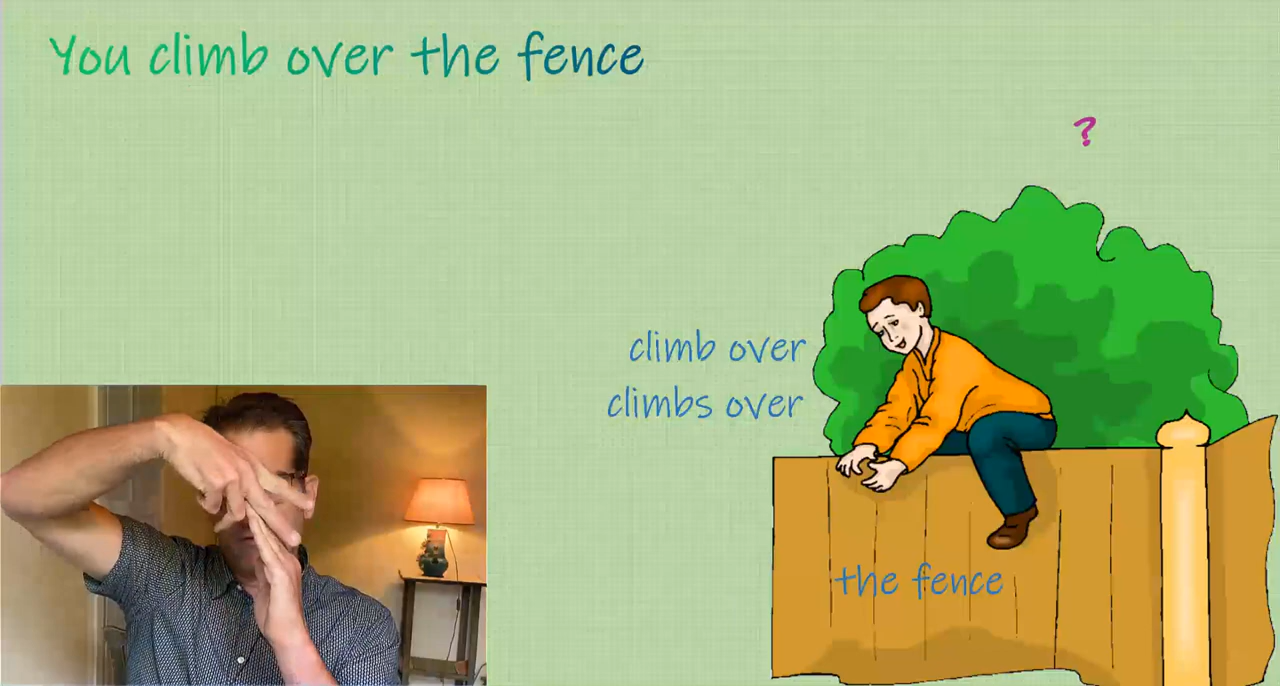 You climb over the fence
?
climb over
climbs over
the fence